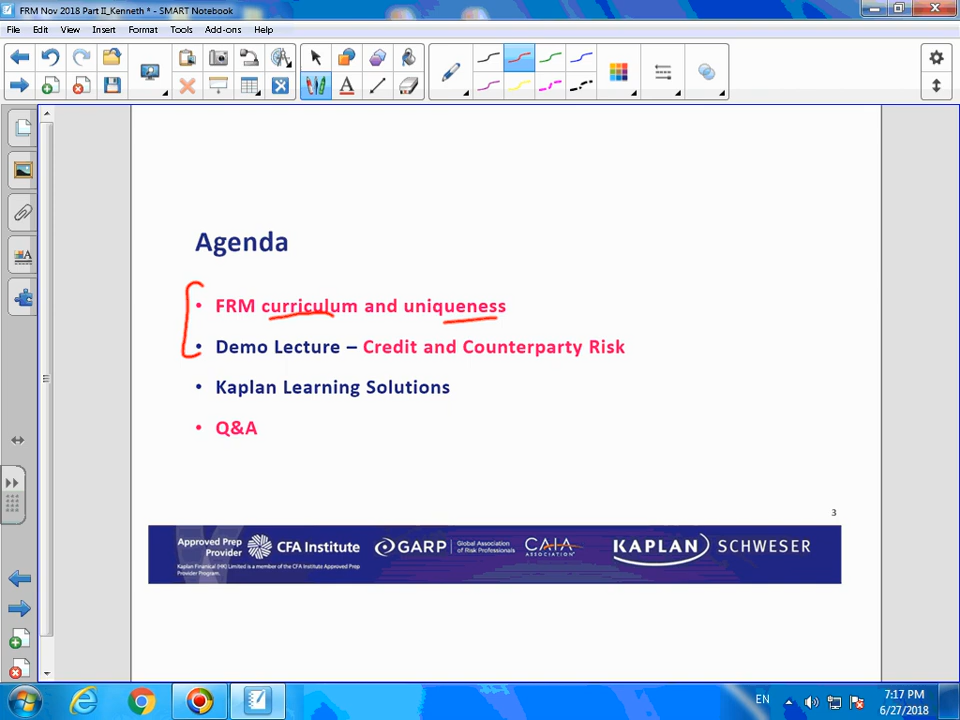 FRM Nov 2018 Part II_Kenneth * - SMART Notebook
File Edit View Insert Format Tools Add-ons Help
Agenda
• FRM curriculum and uniqueness
• Demo Lecture – Credit and Counterparty Risk
• Kaplan Learning Solutions
• Q&A
3
Approved Prep Provider CFA Institute
Kaplan Financial (HK) Limited is a member of the CFA Institute Approved Prep Provider Program.
GARP Global Association of Risk Professionals
CAIA ASSOCIATION
KAPLAN SCHWESER
EN
7:17 PM
6/27/2018